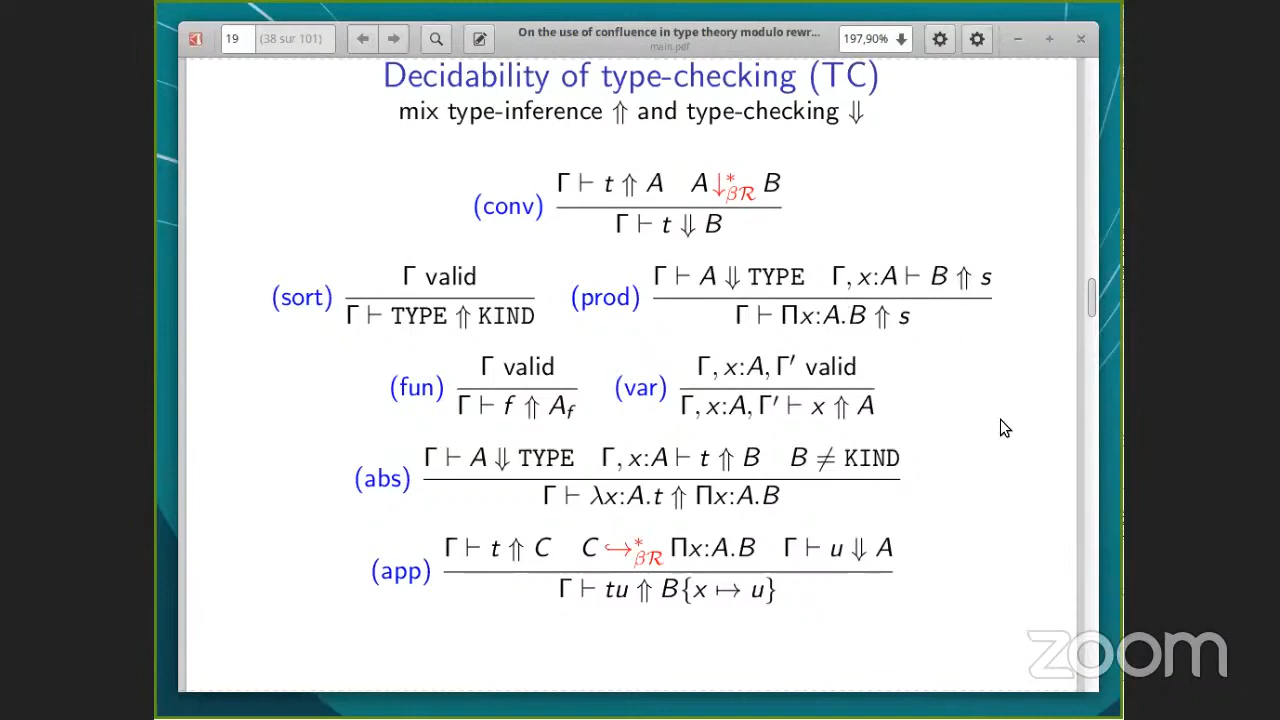 19 (38 sur 101) On the use of confluence in type theory modulo rewr... 197,90%
main.pdf
Decidability of type-checking (TC)
mix type-inference ⇑ and type-checking ⇓
Γ ⊢ t ⇑ A A ↓*βR B
(conv)
Γ ⊢ t ⇓ B
Γ valid Γ ⊢ A ⇓ TYPE Γ, x:A ⊢ B ⇑ s
(sort) (prod)
Γ ⊢ TYPE ⇑ KIND Γ ⊢ Πx:A.B ⇑ s
Γ valid Γ, x:A, Γ′ valid
(fun) (var)
Γ ⊢ f ⇑ A_f Γ, x:A, Γ′ ⊢ x ⇑ A
Γ ⊢ A ⇓ TYPE Γ, x:A ⊢ t ⇑ B B ≠ KIND
(abs)
Γ ⊢ λx:A.t ⇑ Πx:A.B
Γ ⊢ t ⇑ C C ↪*βR Πx:A.B Γ ⊢ u ⇓ A
(app)
Γ ⊢ tu ⇑ B{x ↦ u}
zoom